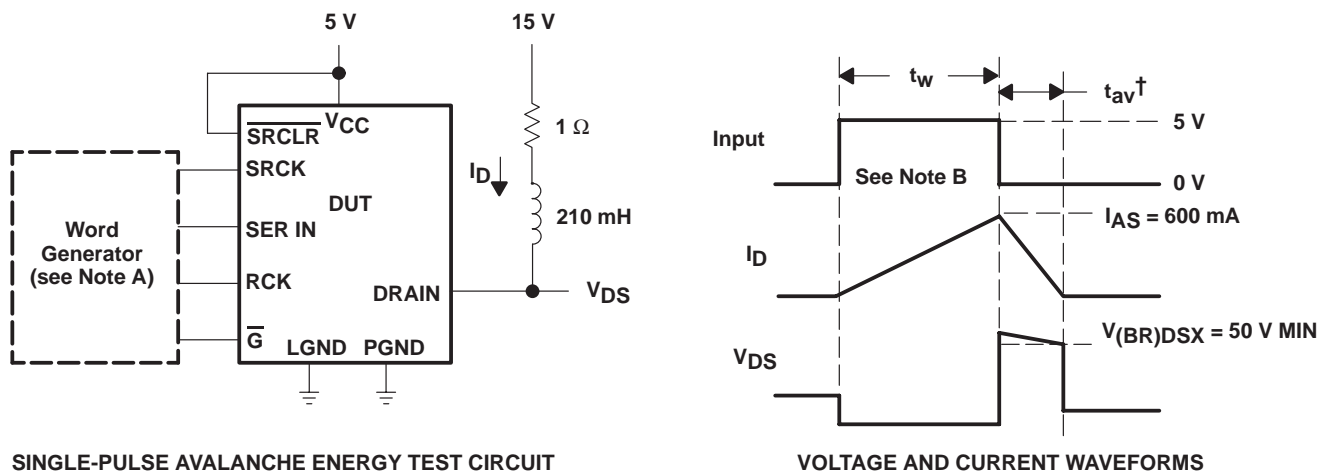 5 V
15 V
SRCLR
VCC
SRCK
DUT
SER IN
RCK
DRAIN
G
LGND
PGND
Word
Generator
(see Note A)
1 Ω
ID
210 mH
VDS
SINGLE-PULSE AVALANCHE ENERGY TEST CIRCUIT
tw
tav†
Input
See Note B
5 V
0 V
IAS = 600 mA
ID
V(BR)DSX = 50 V MIN
VDS
VOLTAGE AND CURRENT WAVEFORMS